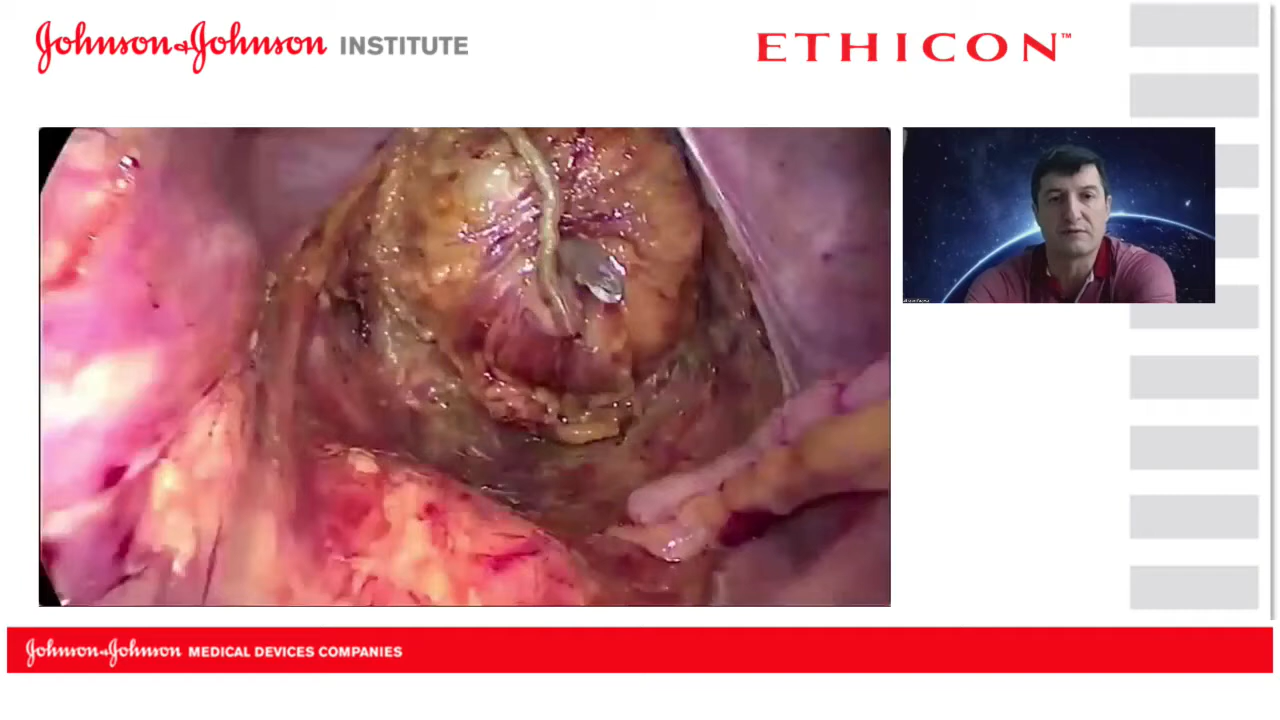 Johnson & Johnson INSTITUTE
ETHICON™
Johnson & Johnson MEDICAL DEVICES COMPANIES